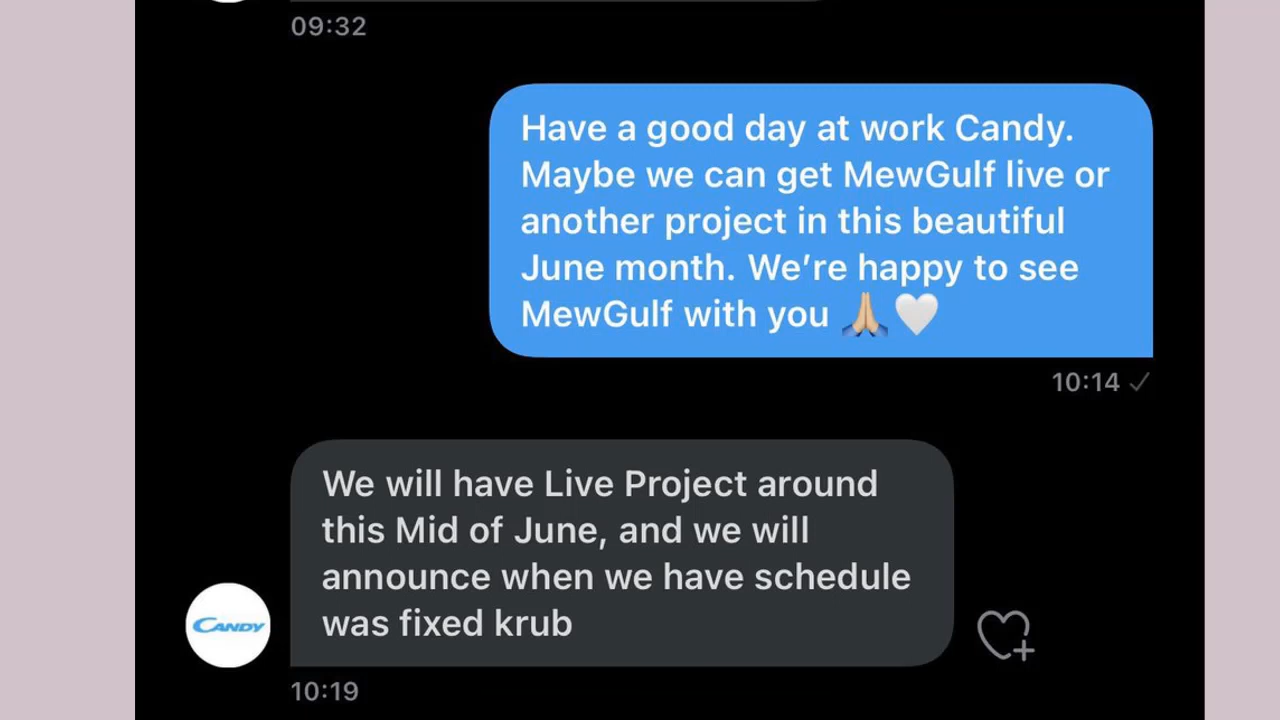 09:32
Have a good day at work Candy.
Maybe we can get MewGulf live or
another project in this beautiful
June month. We’re happy to see
MewGulf with you 🙏🏼🤍
10:14 ✓
We will have Live Project around
this Mid of June, and we will
announce when we have schedule
was fixed krub
CANDY
10:19